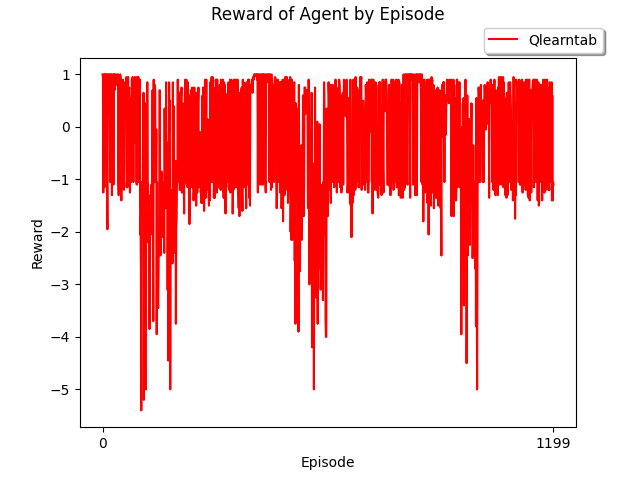 Reward of Agent by Episode
Qlearntab
1
0
−1
−2
−3
−4
−5
Reward
0
1199
Episode